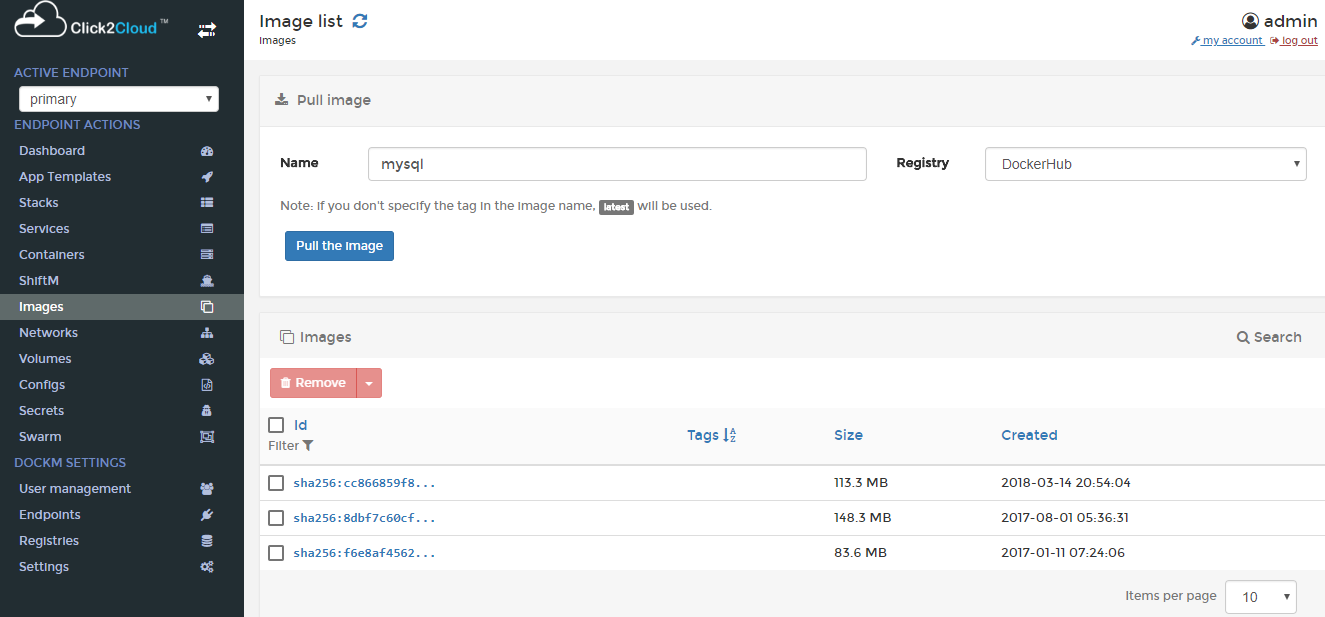 Click2Cloud™
ACTIVE ENDPOINT
primary
ENDPOINT ACTIONS
Dashboard
App Templates
Stacks
Services
Containers
ShiftM
Images
Networks
Volumes
Configs
Secrets
Swarm
DOCKM SETTINGS
User management
Endpoints
Registries
Settings
Image list
Images
admin
my account log out
Pull image
Name mysql Registry DockerHub
Note: if you don't specify the tag in the image name, latest will be used.
Pull the image
Images Search
Remove
Id Tags Size Created
Filter
sha256:cc866859f8... 113.3 MB 2018-03-14 20:54:04
sha256:8dbf7c60cf... 148.3 MB 2017-08-01 05:36:31
sha256:f6e8af4562... 83.6 MB 2017-01-11 07:24:06
Items per page 10